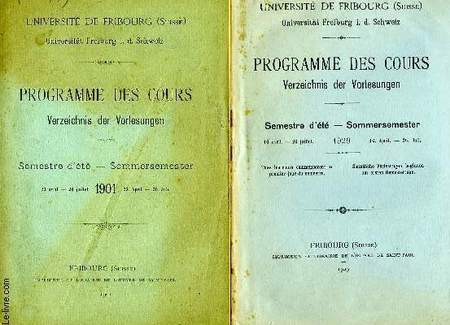 UNIVERSITÉ DE FRIBOURG (Suisse)
Universität Freiburg i. d. Schweiz
PROGRAMME DES COURS
Verzeichnis der Vorlesungen
Semestre d'été — Sommersemester
1901
FRIBOURG (Suisse)
UNIVERSITÉ DE FRIBOURG (Suisse)
Universität Freiburg i. d. Schweiz
PROGRAMME DES COURS
Verzeichnis der Vorlesungen
Semestre d'été — Sommersemester
FRIBOURG (Suisse)
Le-livre.com